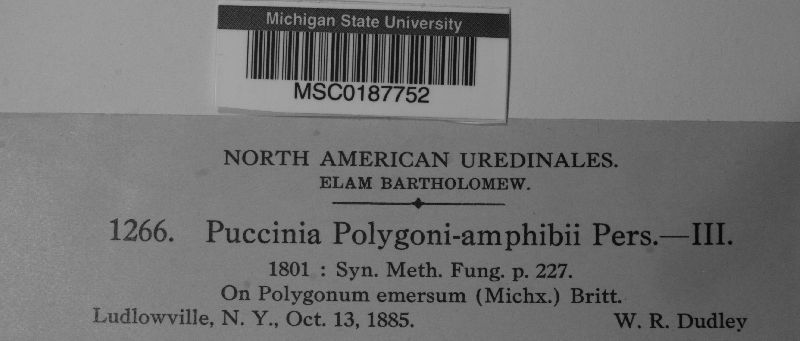 Michigan State University
MSC0187752
NORTH AMERICAN UREDINALES.
ELAM BARTHOLOMEW.
1266. Puccinia Polygoni-amphibii Pers.—III.
1801 : Syn. Meth. Fung. p. 227.
On Polygonum emersum (Michx.) Britt.
Ludlowville, N. Y., Oct. 13, 1885. W. R. Dudley